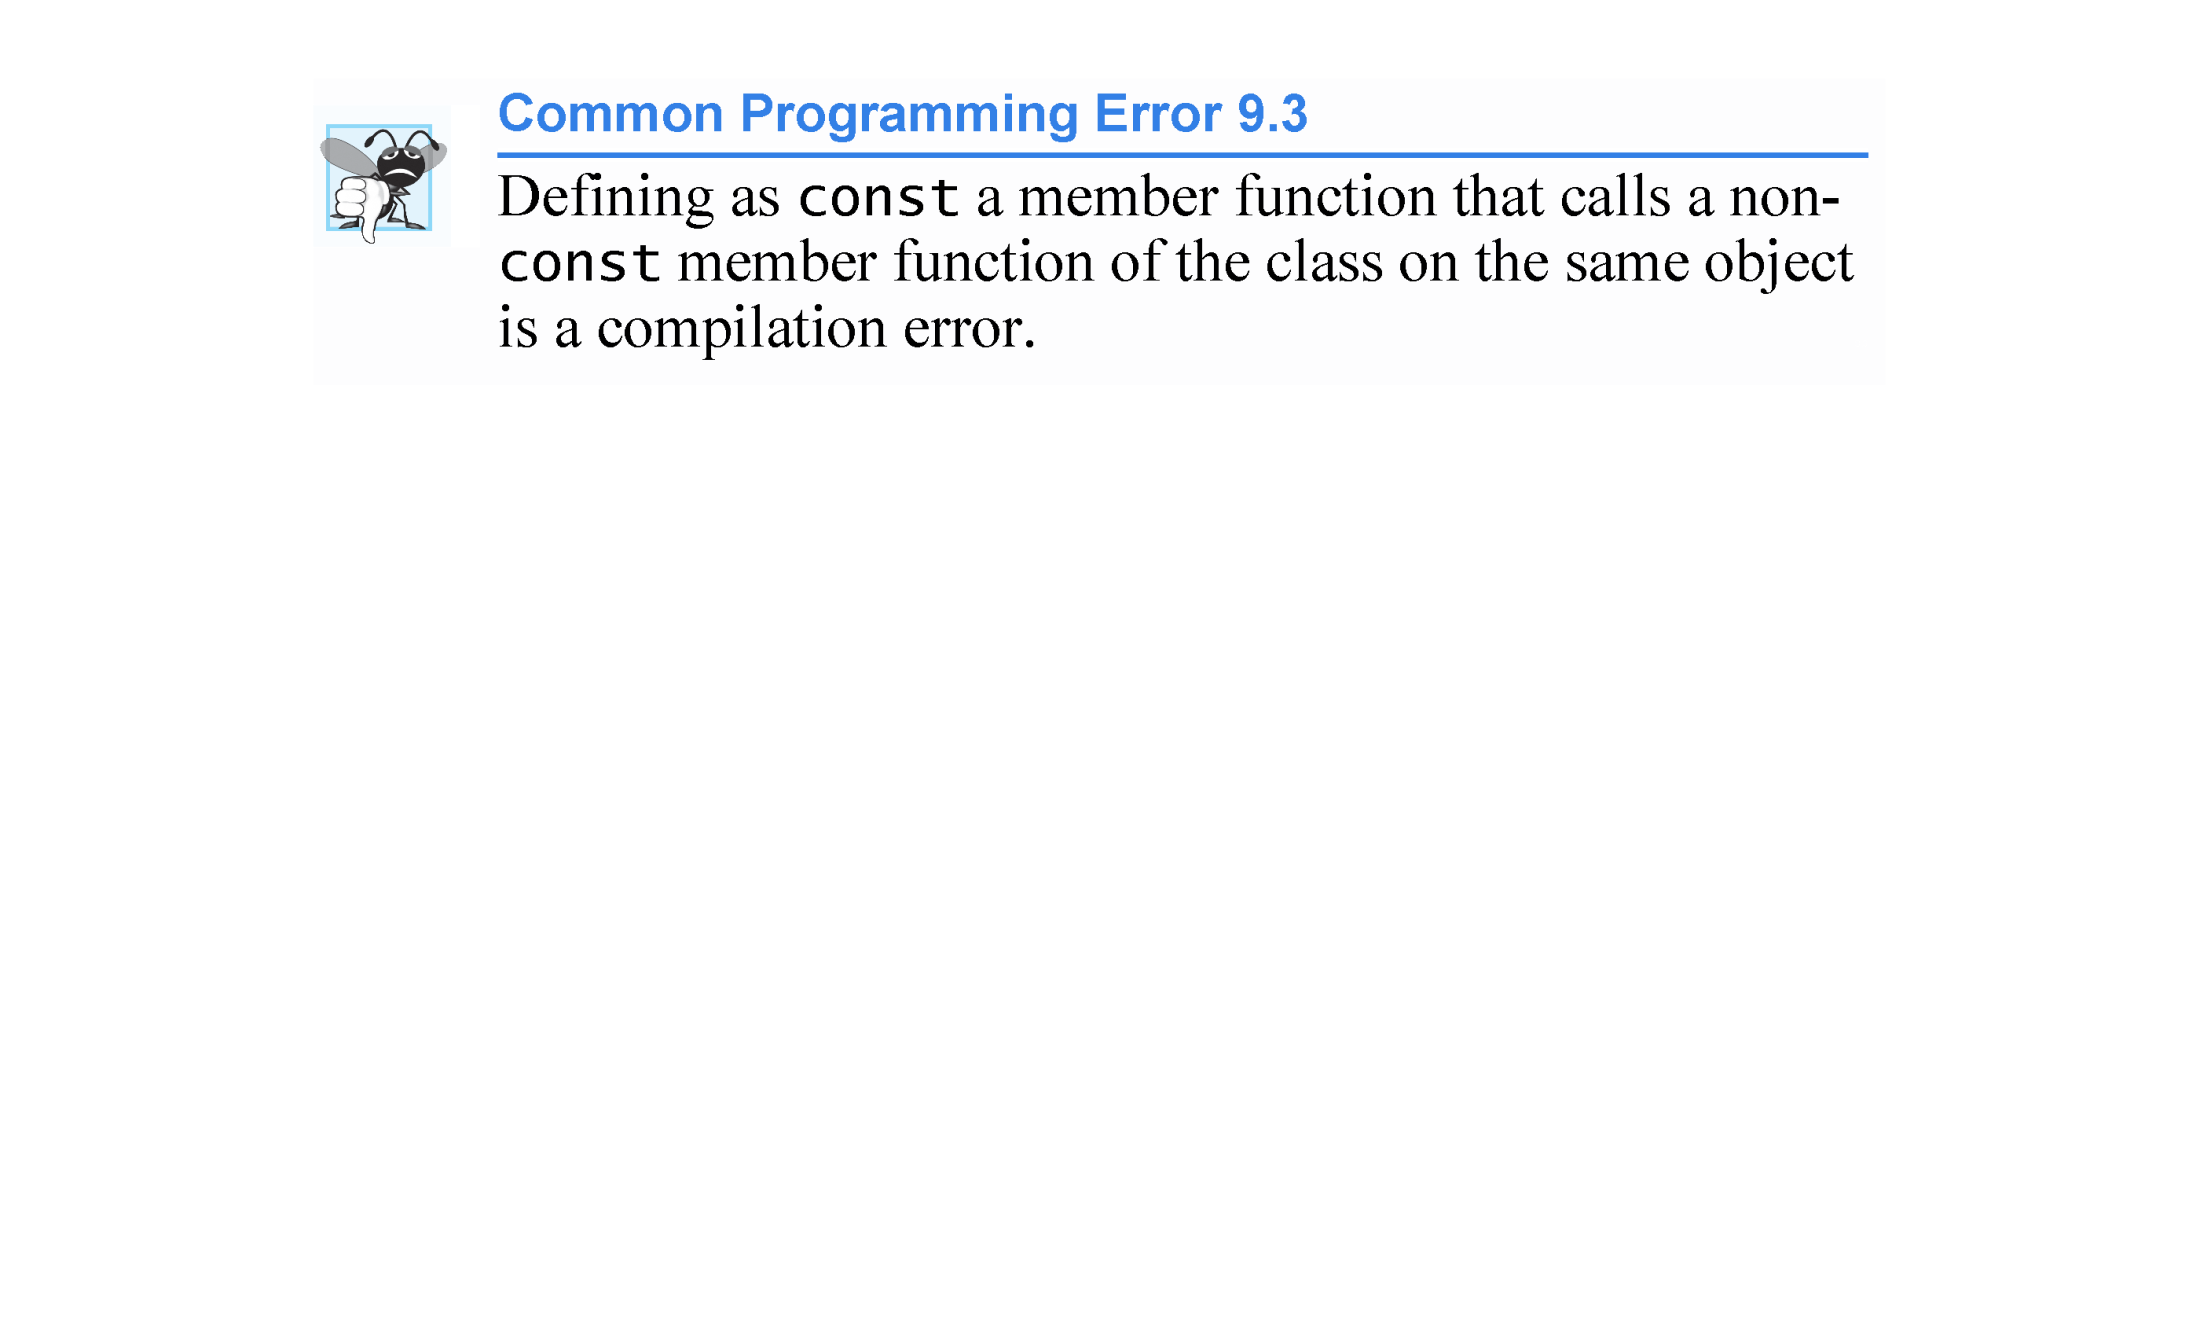 Common Programming Error 9.3
Defining as const a member function that calls a non-
const member function of the class on the same object
is a compilation error.